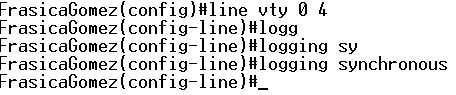 FrasicaGomez(config)#line vty 0 4
FrasicaGomez(config-line)#logg
FrasicaGomez(config-line)#logging sy
FrasicaGomez(config-line)#logging synchronous
FrasicaGomez(config-line)#_